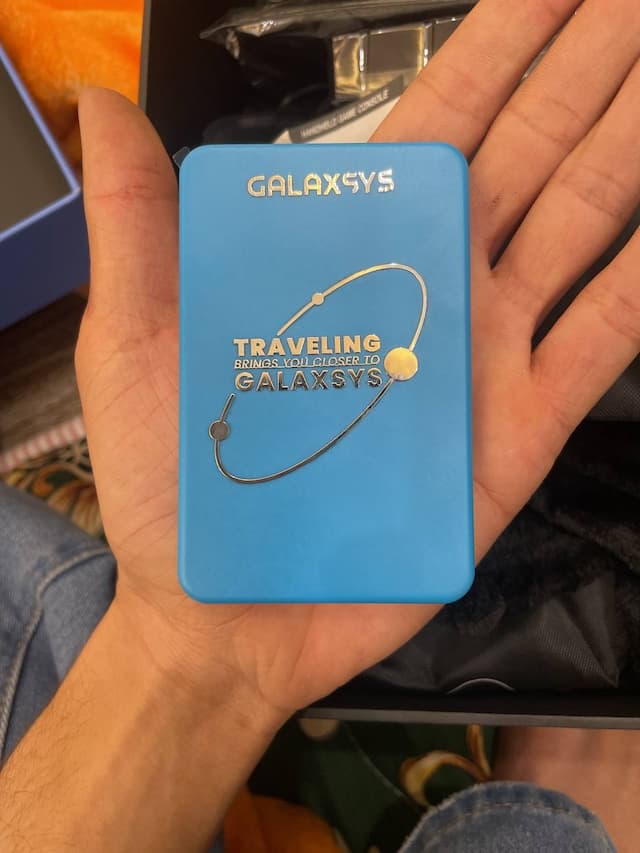 HANDHELD GAME CONSOLE
GALAXSYS
TRAVELING
BRINGS YOU CLOSER TO
GALAXSYS